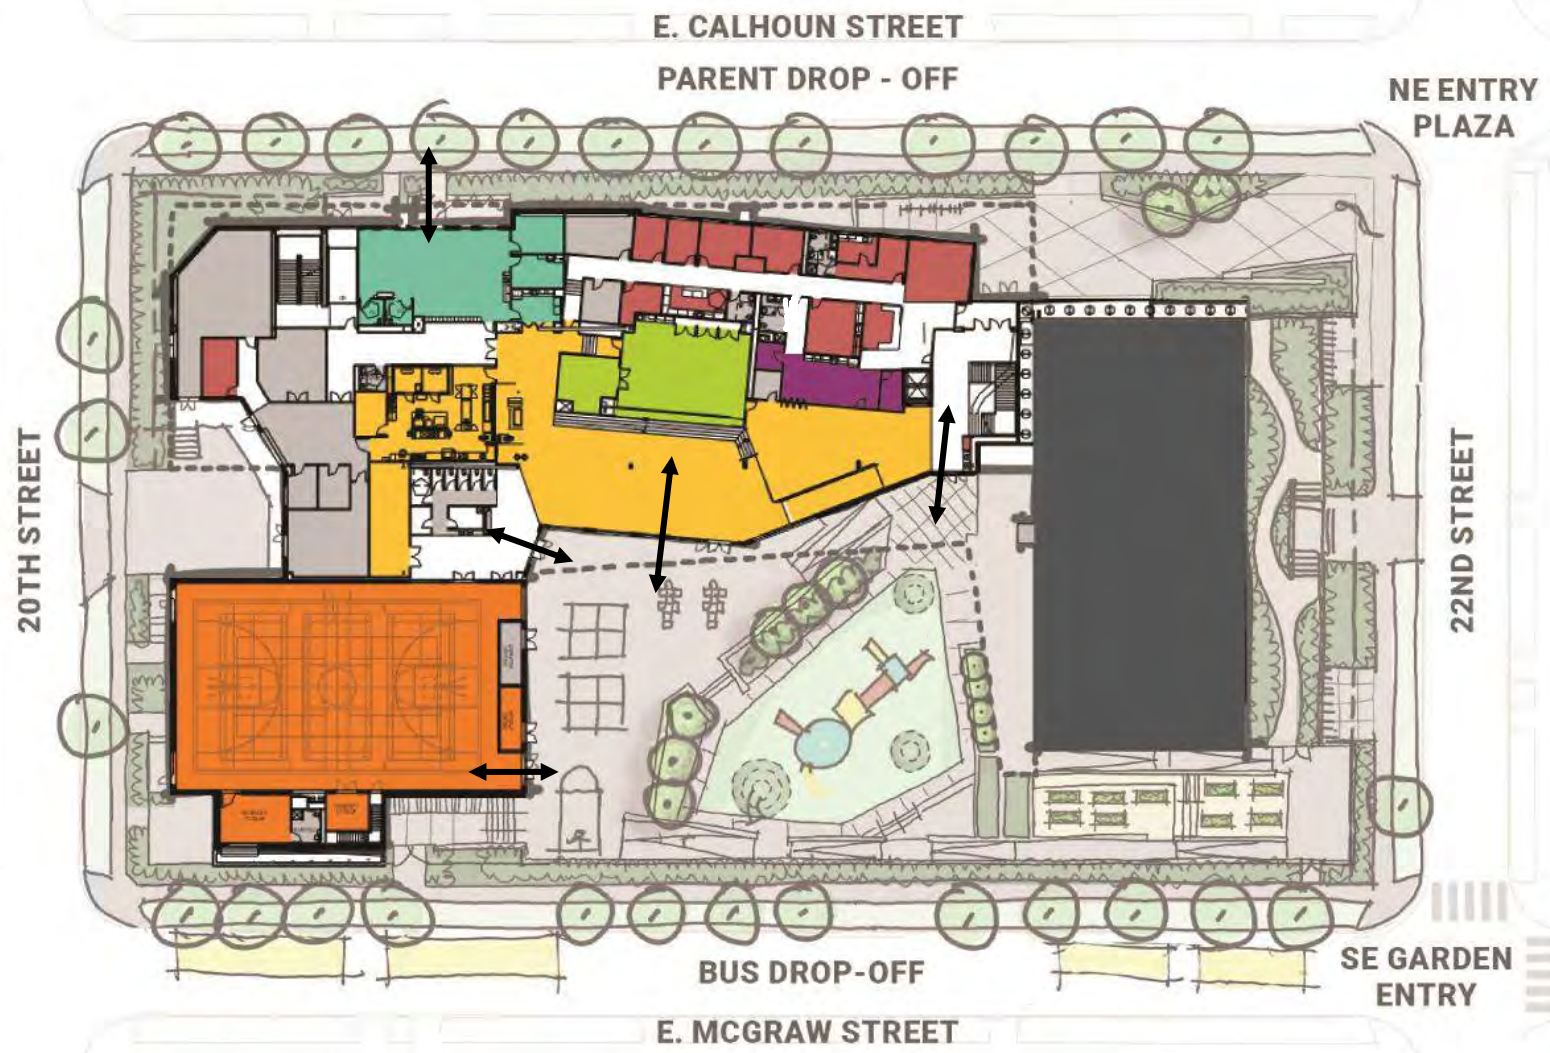 E. CALHOUN STREET
PARENT DROP - OFF
NE ENTRY
PLAZA
20TH STREET
22ND STREET
BUS DROP-OFF
SE GARDEN
ENTRY
E. MCGRAW STREET